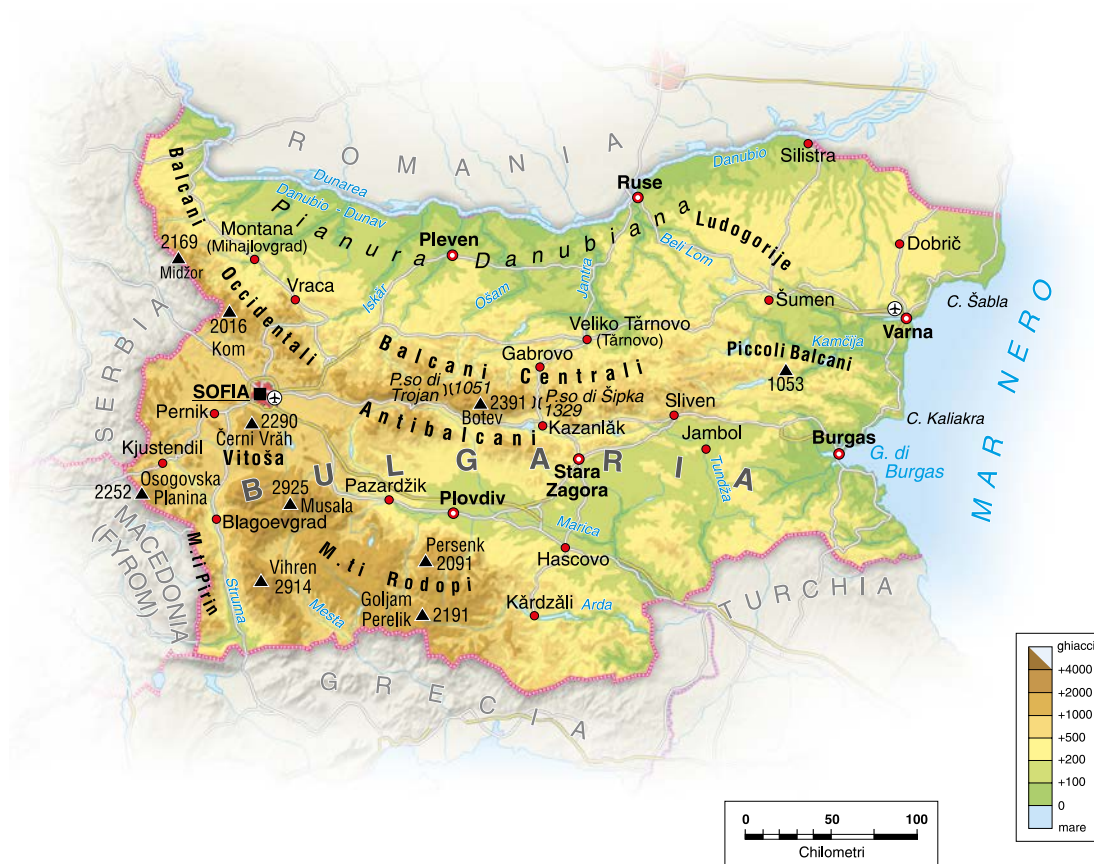 ROMANIA
Danubio
Silistra
Dunarea
Danubio - Dunav
Ruse
Balcani
Occidentali
Pianura Danubiana
Ludogorije
Montana
(Mihajlovgrad)
2169
Midžor
Pleven
Beli Lom
Dobrič
Vraca
Iskăr
Ošam
Jantra
Šumen
C. Šabla
Varna
2016
Kom
Veliko Tărnovo
(Tărnovo)
Kamčija
Piccoli Balcani
1053
Balcani Centrali
Gabrovo
SERBIA
SOFIA
P.so di
Trojan
1051
2391
Botev
P.so di Šipka
1329
MAR NERO
Pernik
2290
Černi Vrăh
Vitoša
Antibalcani
Kazanlăk
Sliven
C. Kaliakra
Kjustendil
Jambol
Burgas
G. di
Burgas
2252
Osogovska
Planina
BULGARIA
Stara
Zagora
Tundža
2925
Musala
Pazardžik
Plovdiv
Blagoevgrad
Marica
MACEDONIA
(FYROM)
M.ti Pirin
M.ti Rodopi
Persenk
2091
Hascovo
Vihren
2914
Struma
Mesta
Goljam
Perelik
2191
Kărdzăli
Arda
TURCHIA
GRECIA
ghiacci
+4000
+2000
+1000
+500
+200
+100
0
mare
0 50 100
Chilometri